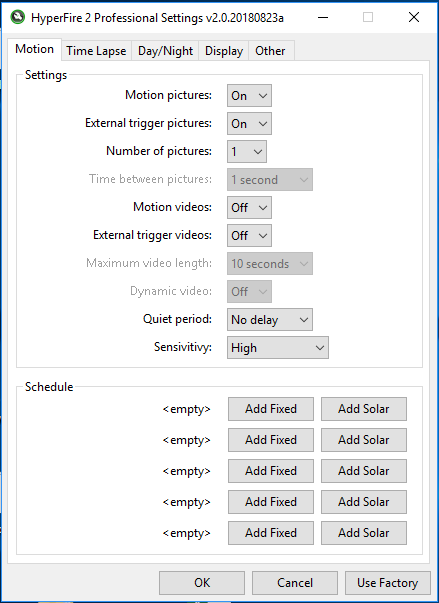 HyperFire 2 Professional Settings v2.0.20180823a
Motion Time Lapse Day/Night Display Other
Settings
Motion pictures: On
External trigger pictures: On
Number of pictures: 1
Time between pictures: 1 second
Motion videos: Off
External trigger videos: Off
Maximum video length: 10 seconds
Dynamic video: Off
Quiet period: No delay
Sensivitivy: High
Schedule
<empty> Add Fixed Add Solar
<empty> Add Fixed Add Solar
<empty> Add Fixed Add Solar
<empty> Add Fixed Add Solar
<empty> Add Fixed Add Solar
OK Cancel Use Factory